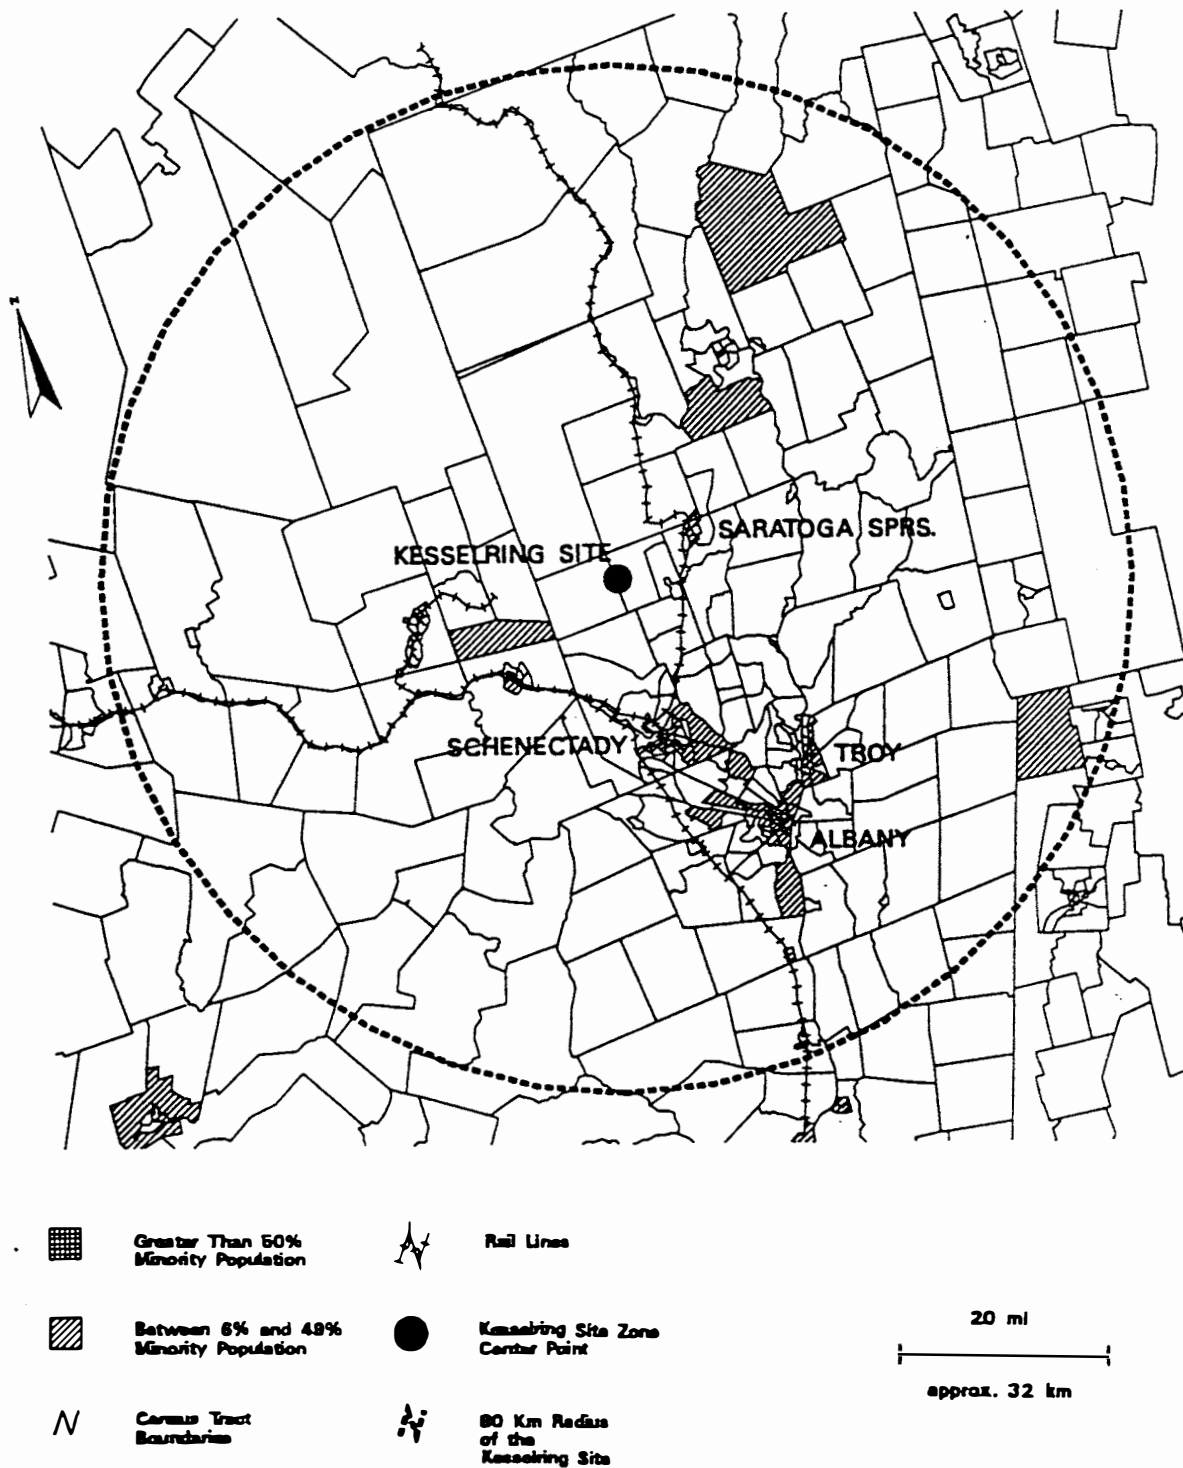 N
KESSELRING SITE
SARATOGA SPRS.
SCHENECTADY
TROY
ALBANY
Greater Than 50%
Minority Population
Rail Lines
Between 6% and 49%
Minority Population
Kesselring Site Zone
Center Point
20 mi
approx. 32 km
Census Tract
Boundaries
80 Km Radius
of the
Kesselring Site